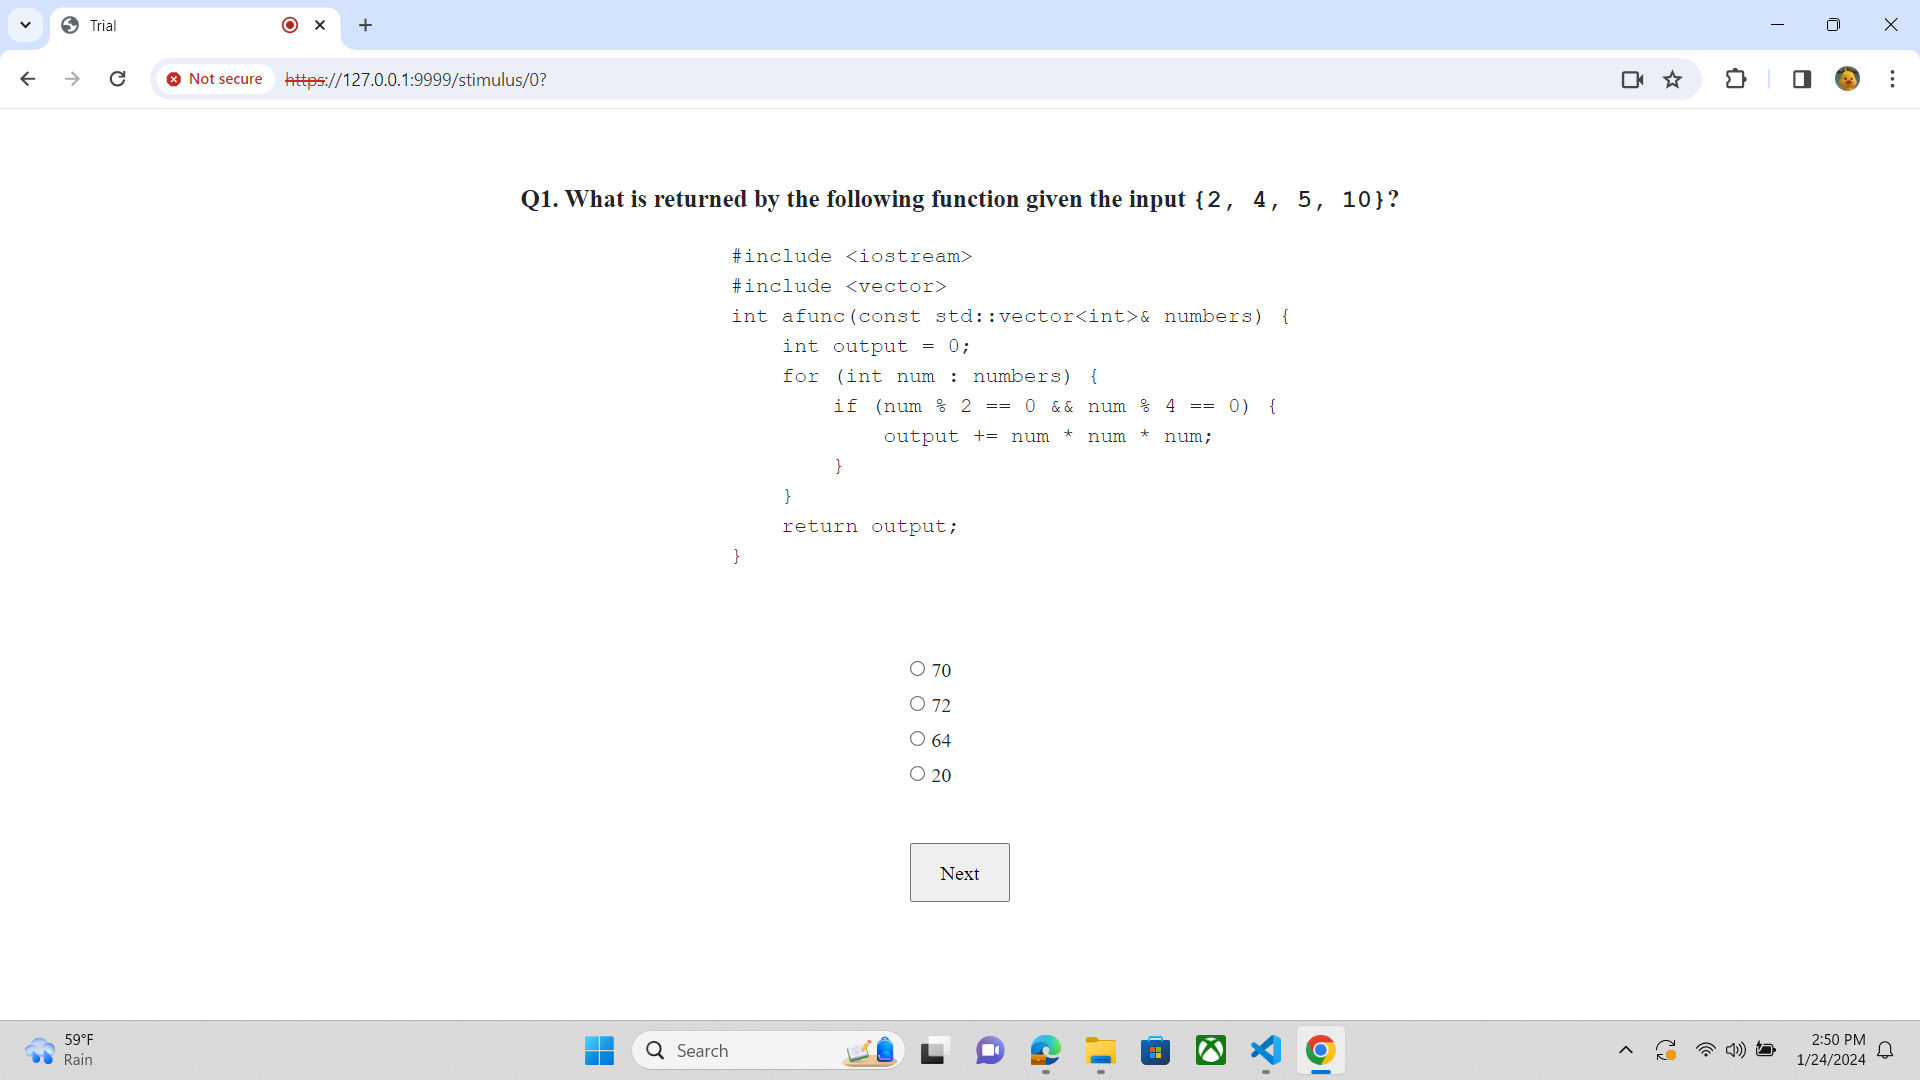 Trial
Not secure https://127.0.0.1:9999/stimulus/0?
Q1. What is returned by the following function given the input {2, 4, 5, 10}?
#include <iostream>
#include <vector>
int afunc(const std::vector<int>& numbers) {
    int output = 0;
    for (int num : numbers) {
        if (num % 2 == 0 && num % 4 == 0) {
            output += num * num * num;
        }
    }
    return output;
}
70
72
64
20
Next
59°F
Rain
Search
2:50 PM
1/24/2024